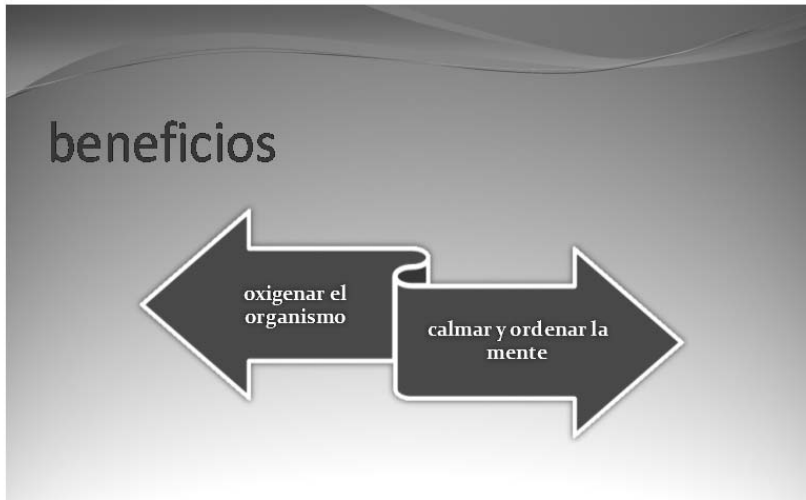 beneficios
oxigenar el
organismo
calmar y ordenar la
mente